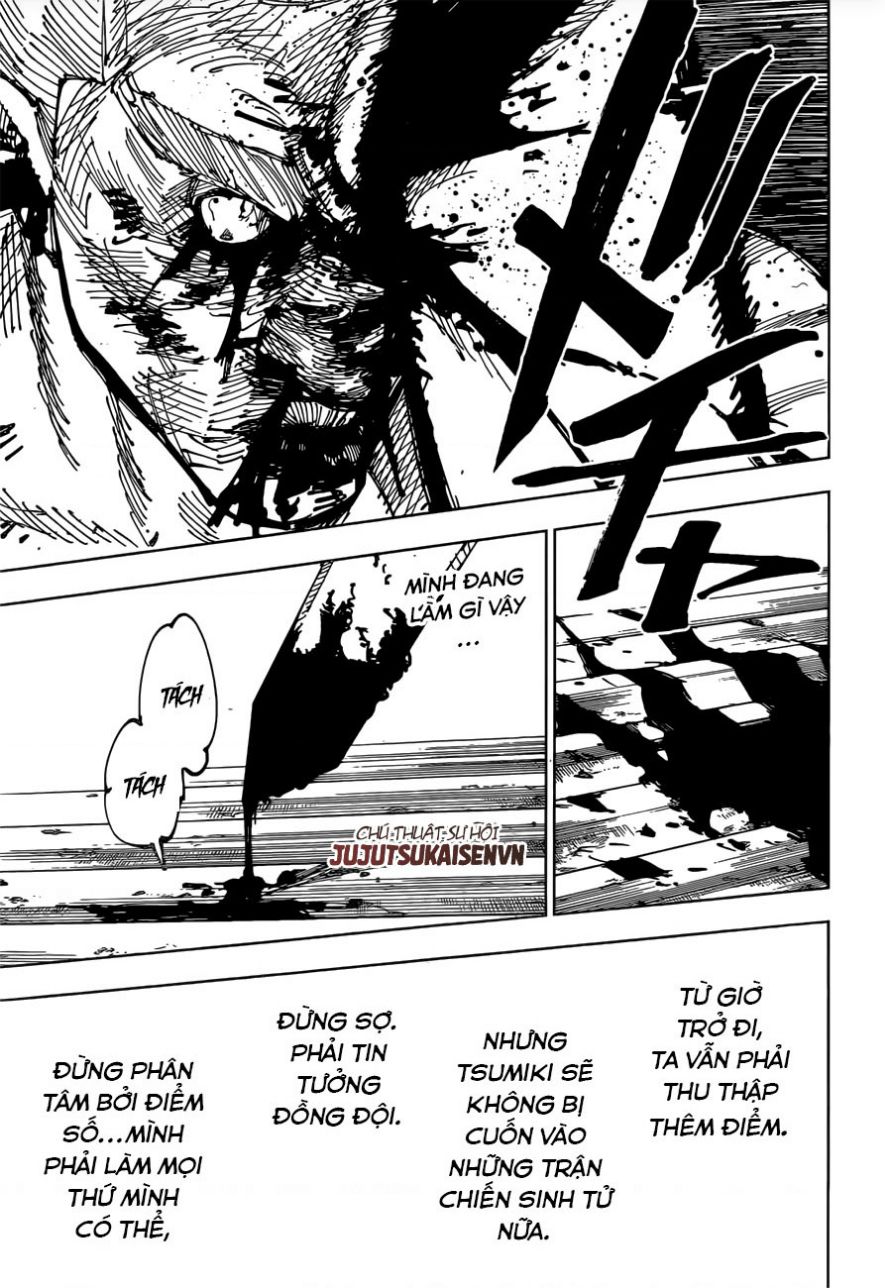 MÌNH ĐANG
LÀM GÌ VẬY
...
TÁCH
TÁCH
CHÚ THUẬT SƯ HỒI
JUJUTSUKAISENVN
TỪ GIỜ
TRỞ ĐI,
TA VẪN PHẢI
THU THẬP
THÊM ĐIỂM.
NHƯNG
TSUMIKI SẼ
KHÔNG BỊ
CUỐN VÀO
NHỮNG TRẬN
CHIẾN SINH TỬ
NỮA.
ĐỪNG SỢ.
PHẢI TIN
TƯỞNG
ĐỒNG ĐỘI.
ĐỪNG PHÂN
TÂM BỞI ĐIỂM
SỐ...MÌNH
PHẢI LÀM MỌI
THỨ MÌNH
CÓ THỂ,